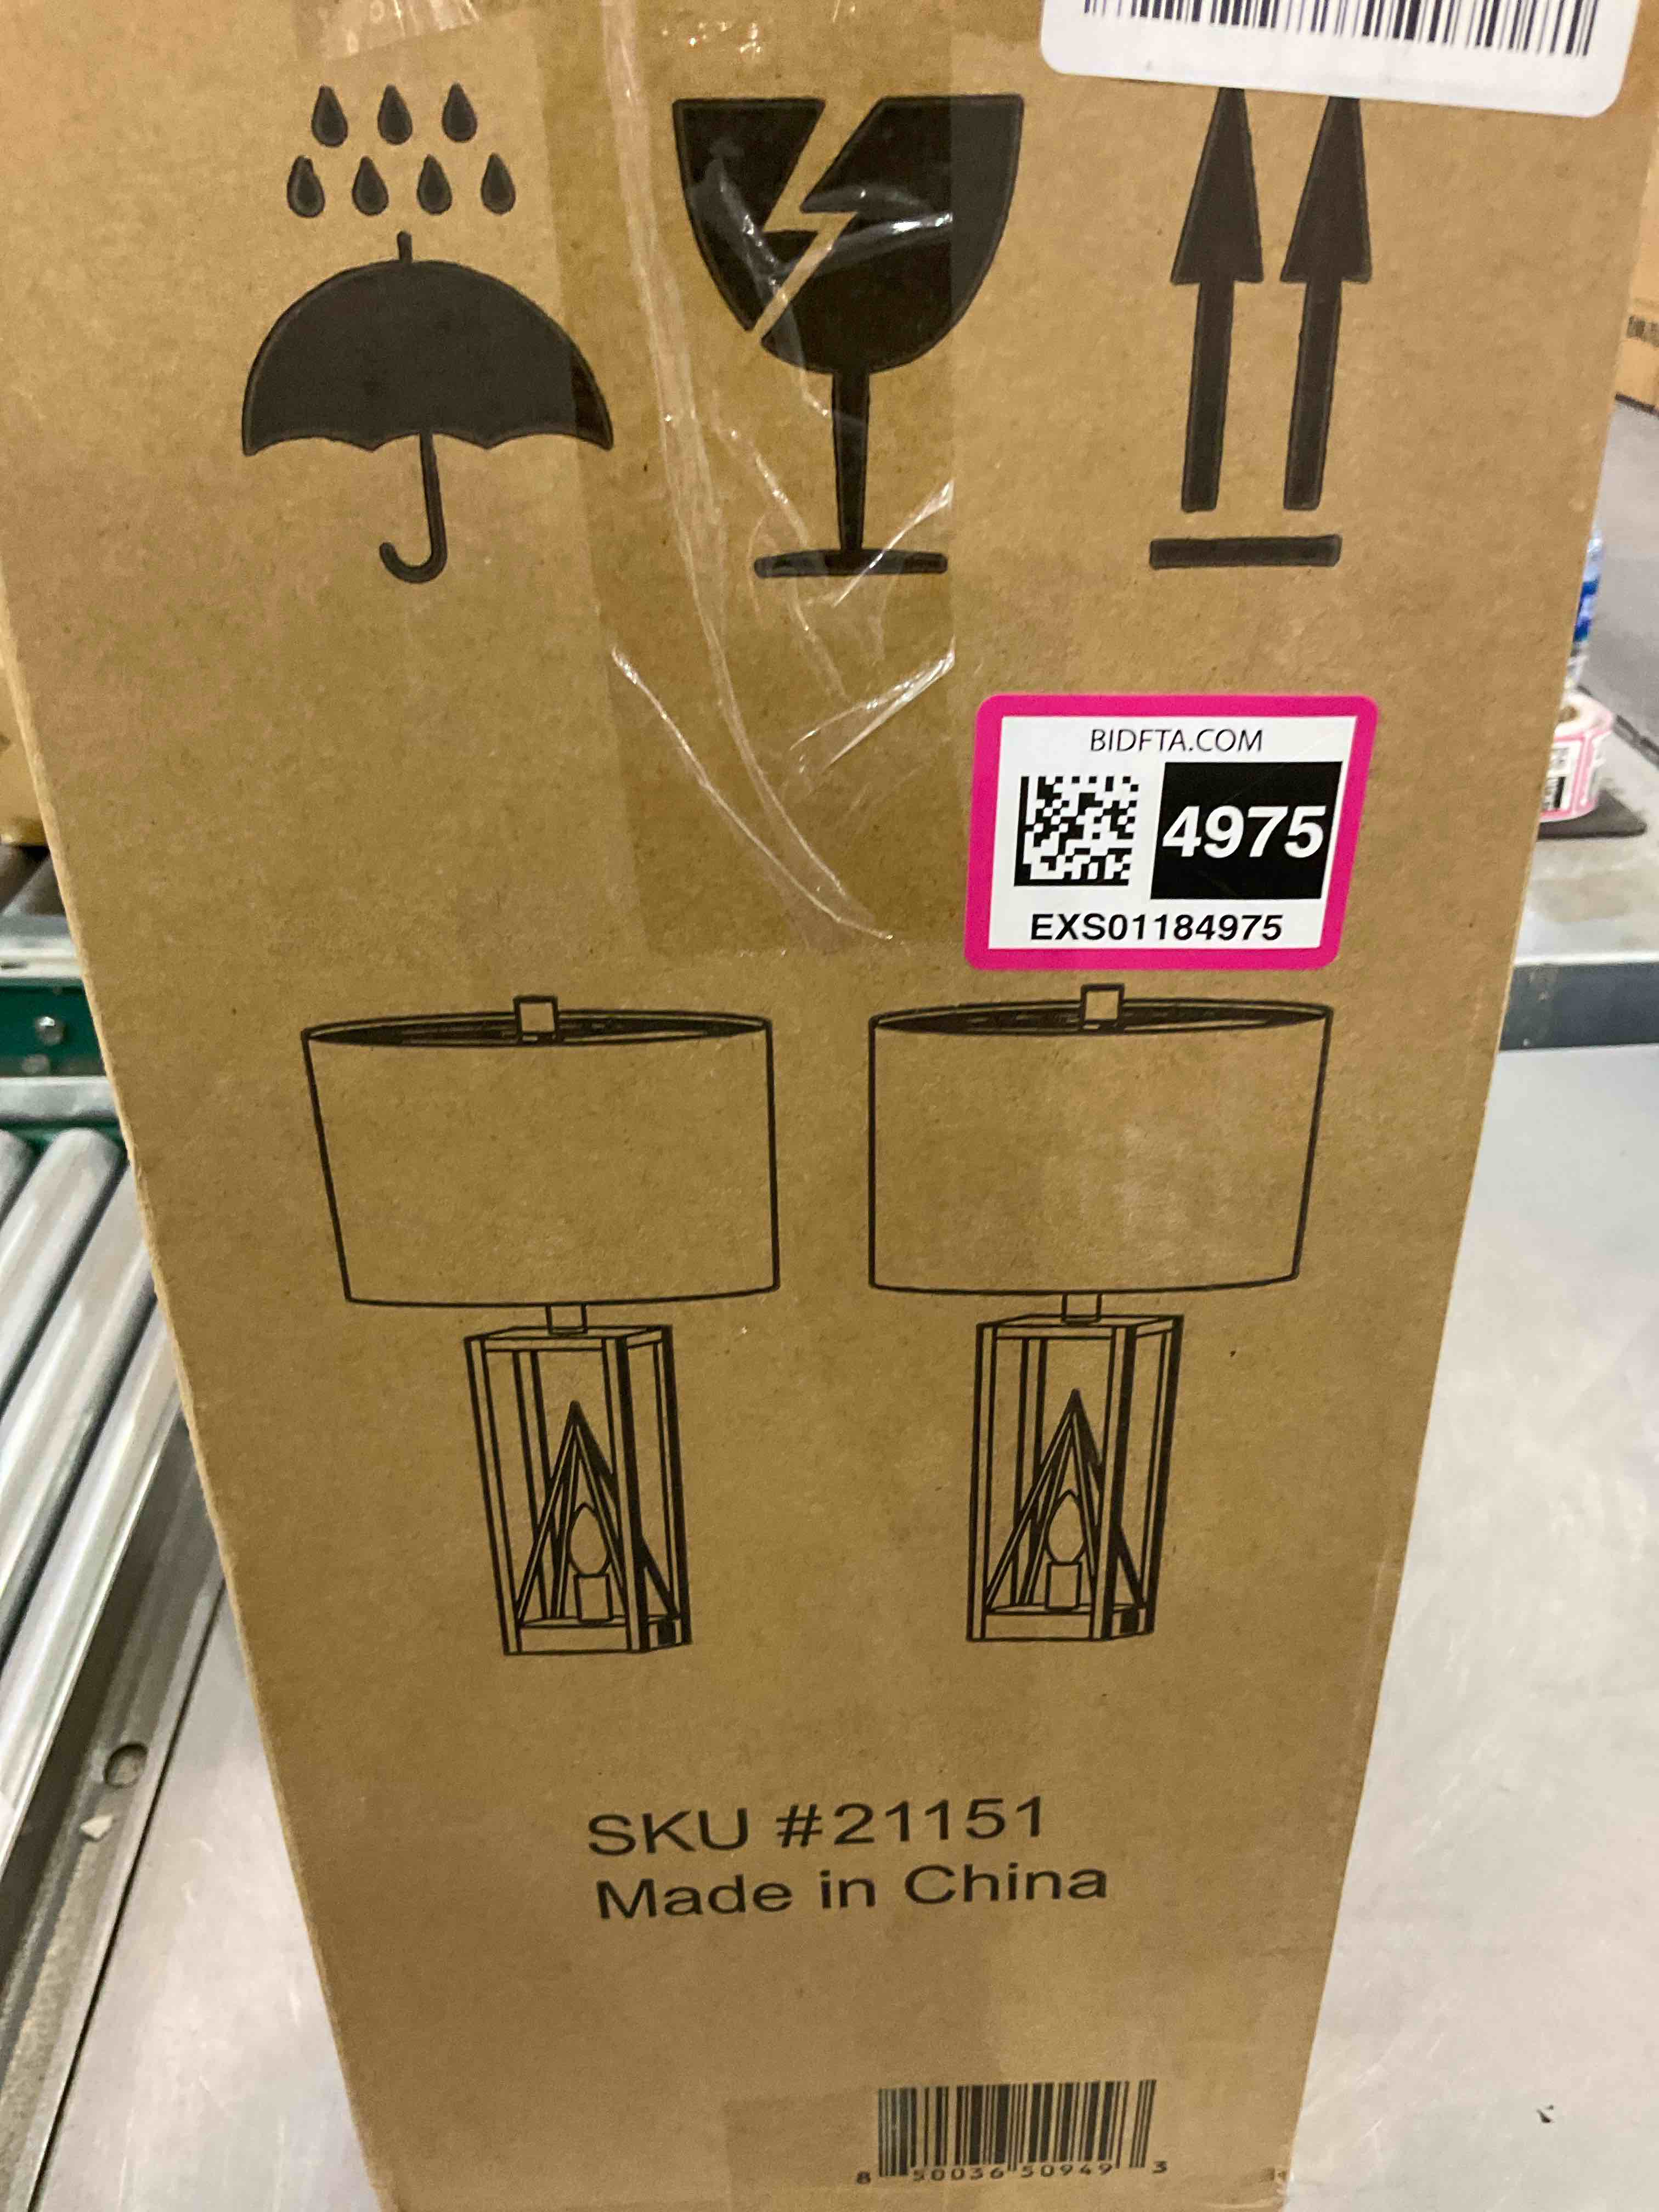 BIDFTA.COM
4975
EXS01184975
SKU #21151
Made in China
8 50036 50949 3